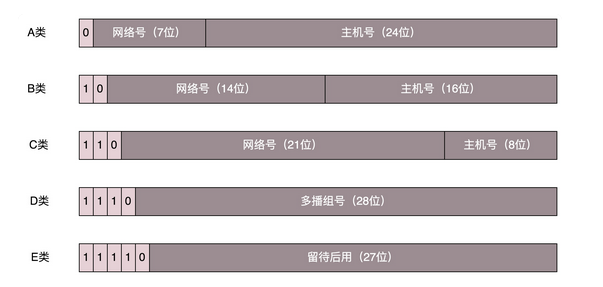 A类 0 网络号（7位） 主机号（24位）
B类 1 0 网络号（14位） 主机号（16位）
C类 1 1 0 网络号（21位） 主机号（8位）
D类 1 1 1 0 多播组号（28位）
E类 1 1 1 1 0 留待后用（27位）